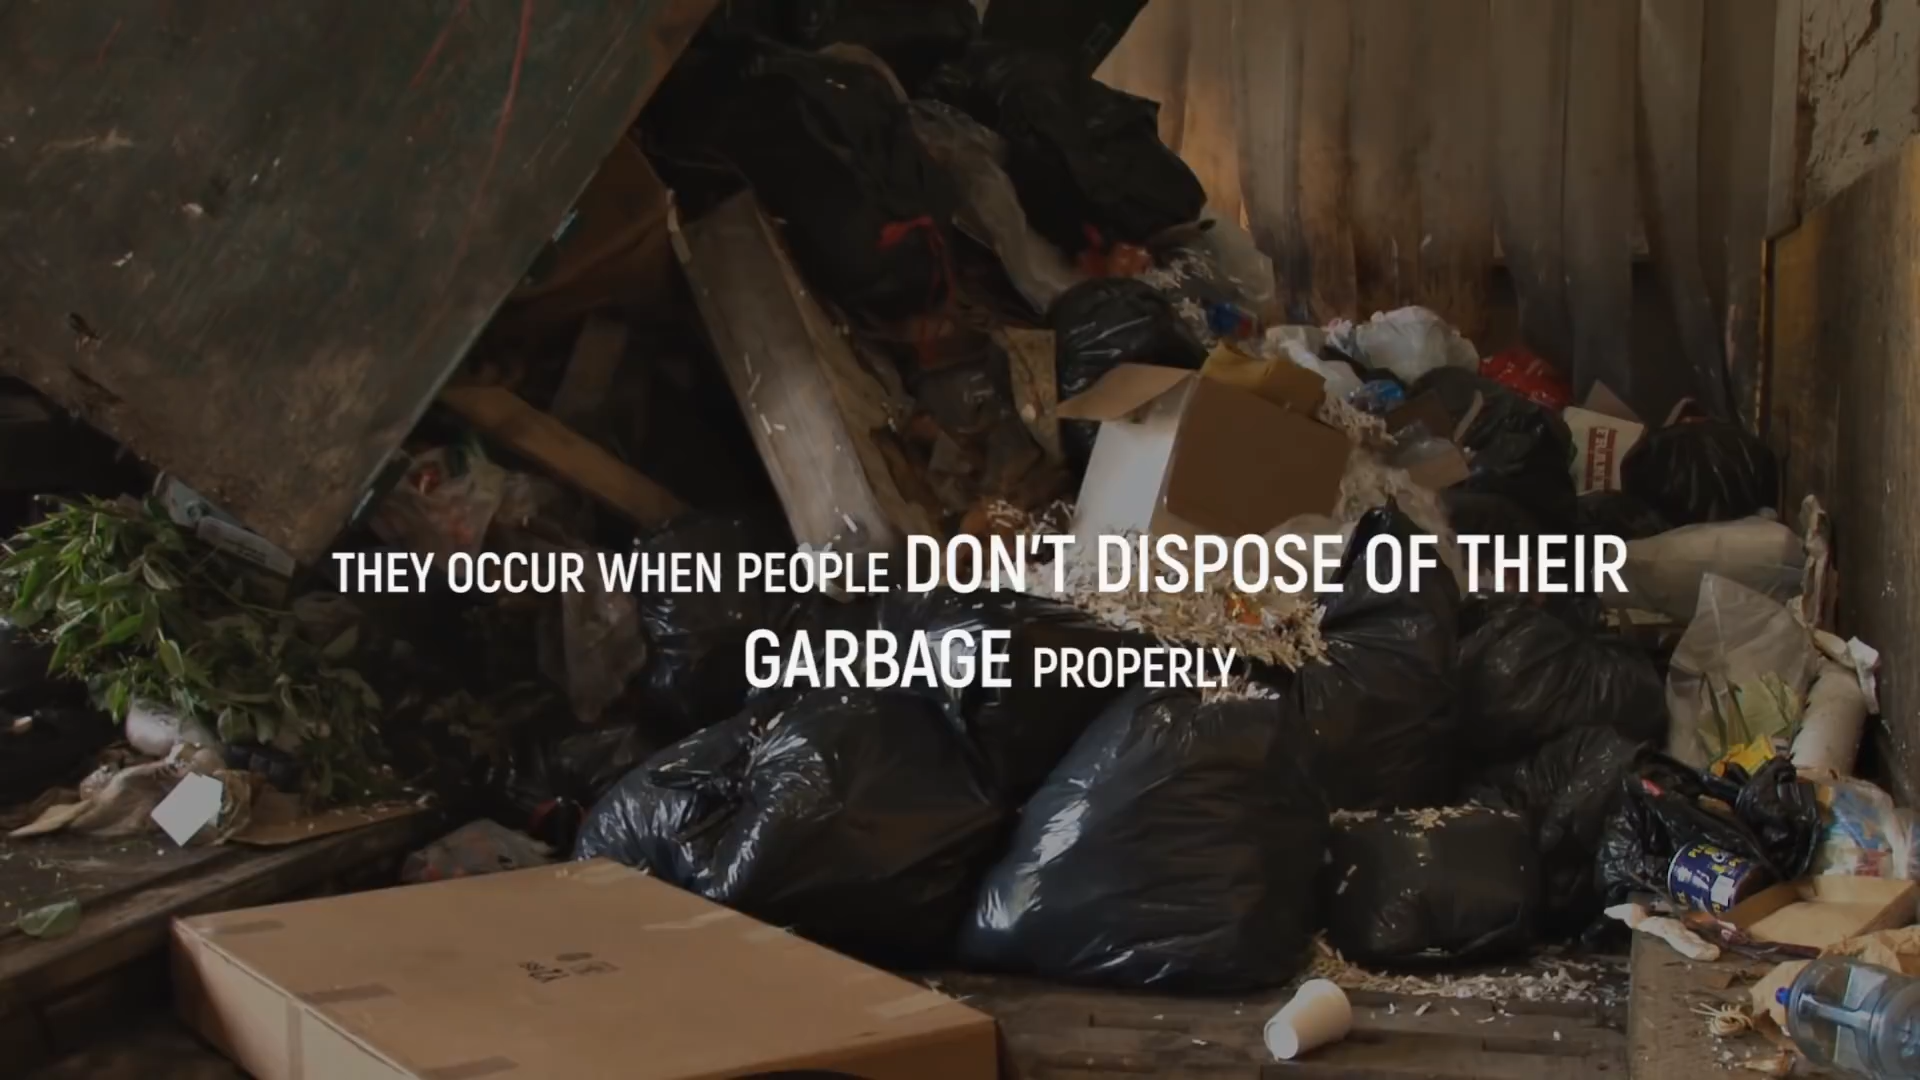 THEY OCCUR WHEN PEOPLE DON'T DISPOSE OF THEIR
GARBAGE PROPERLY